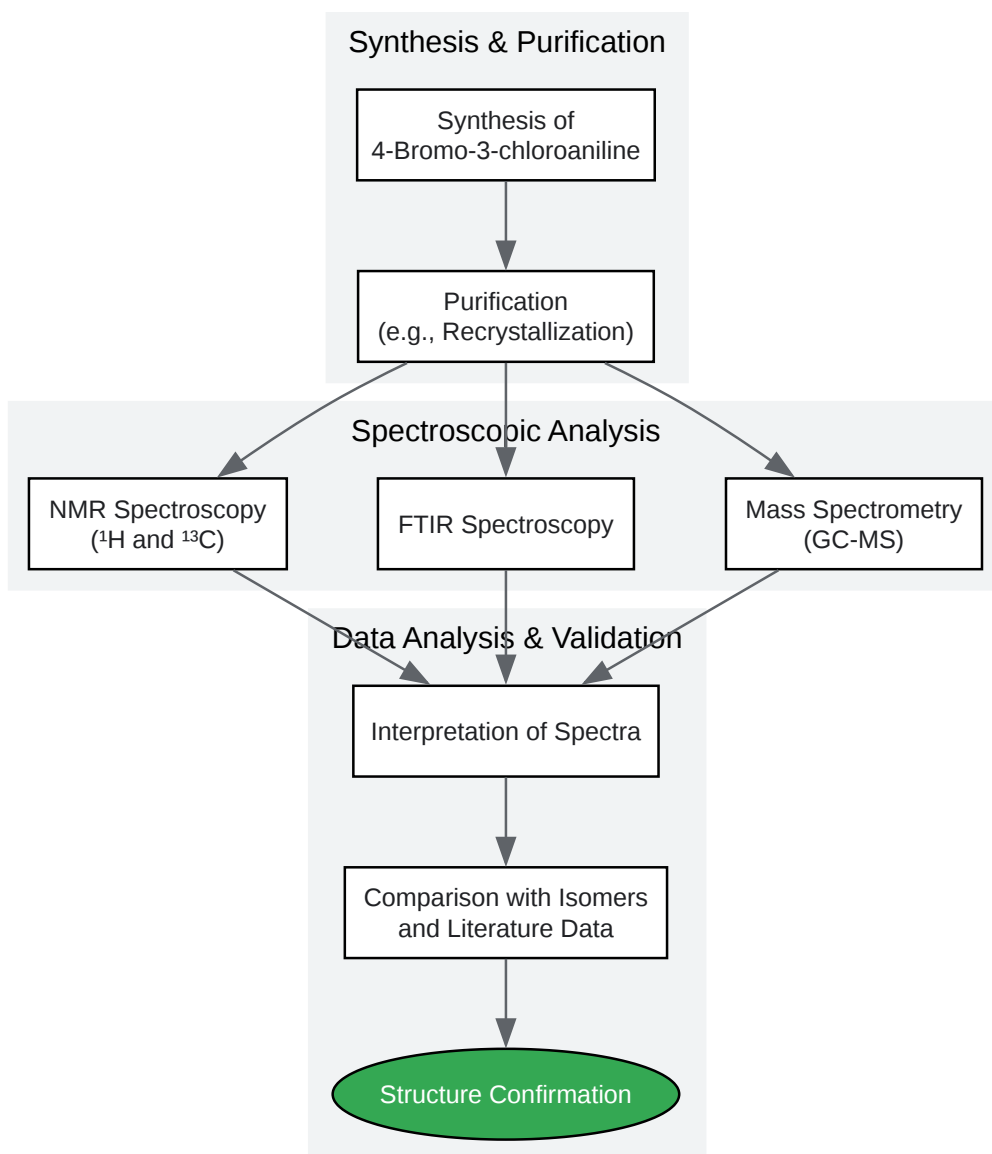 Synthesis & Purification
Synthesis of
4-Bromo-3-chloroaniline
Purification
(e.g., Recrystallization)
Spectroscopic Analysis
NMR Spectroscopy
(¹H and ¹³C)
FTIR Spectroscopy
Mass Spectrometry
(GC-MS)
Data Analysis & Validation
Interpretation of Spectra
Comparison with Isomers
and Literature Data
Structure Confirmation